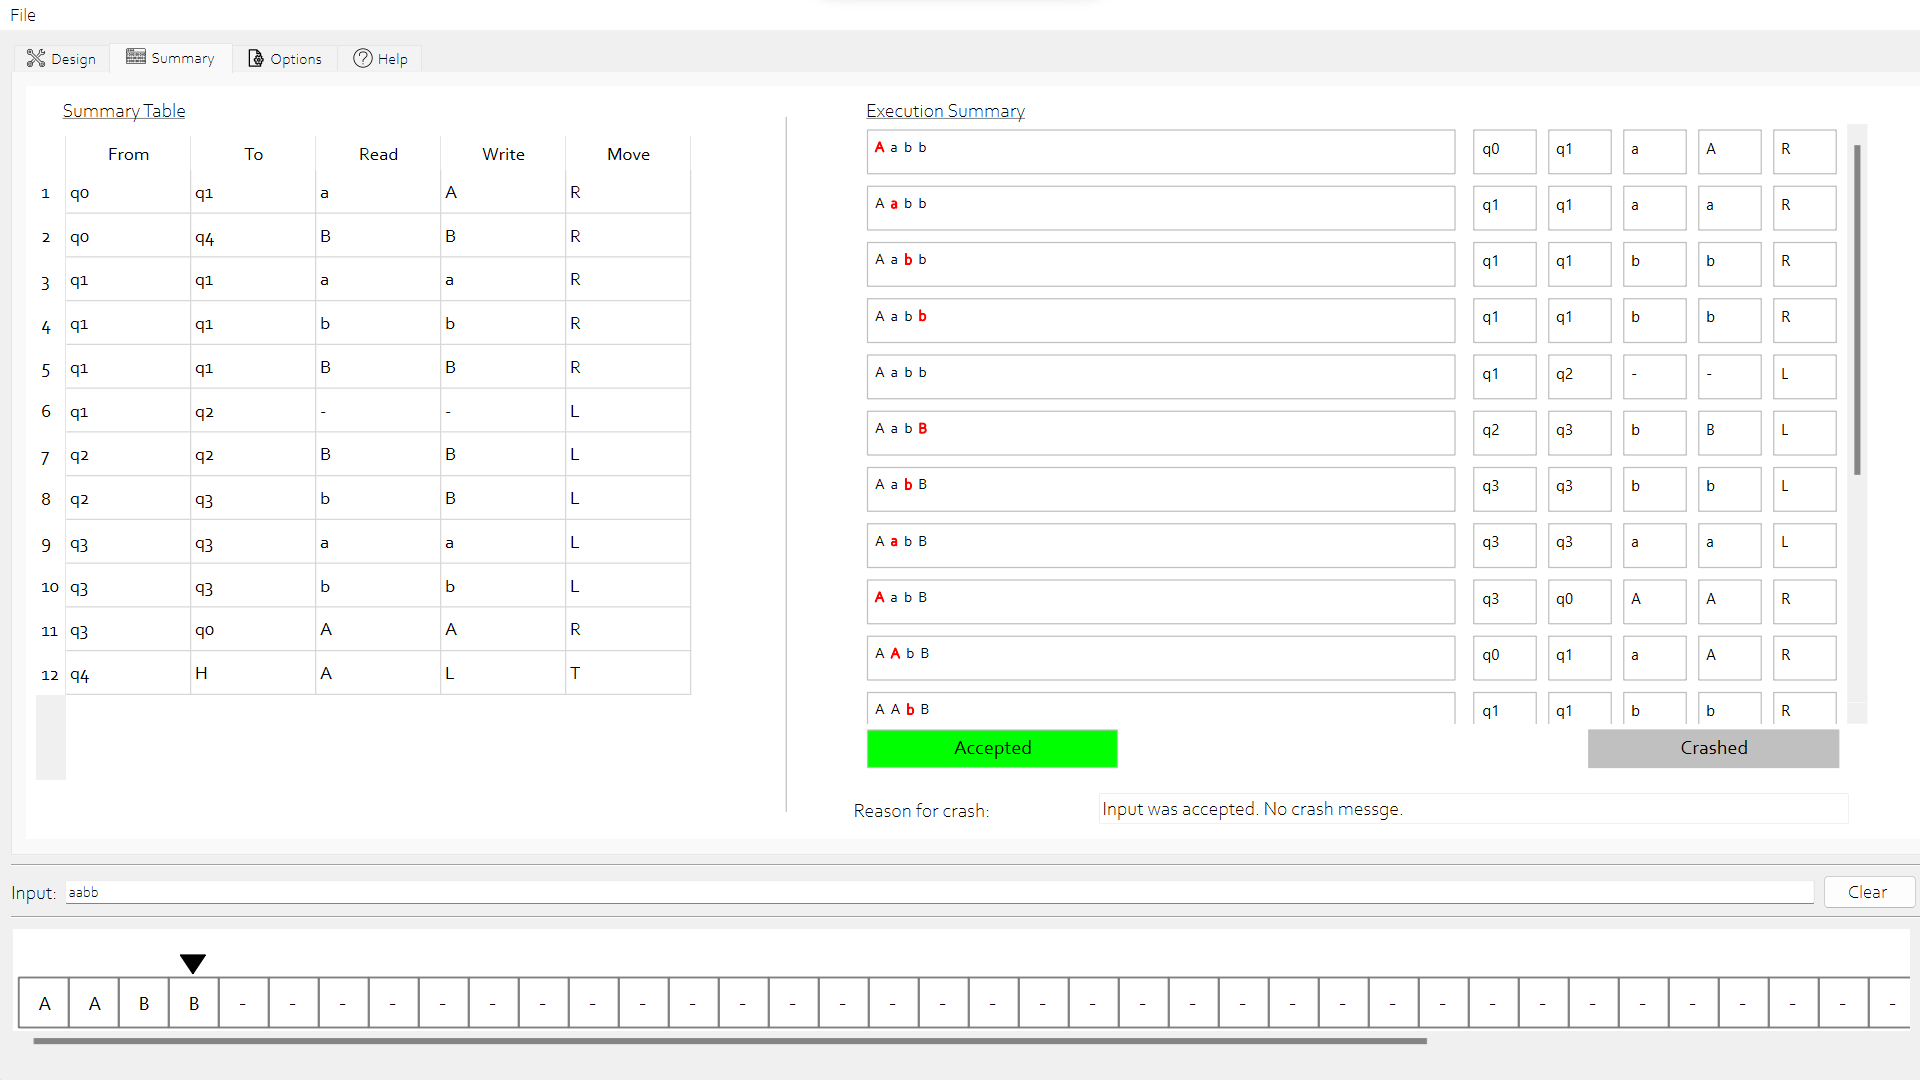 File
Design Summary Options Help
Summary Table
From To Read Write Move
1 q0 q1 a A R
2 q0 q4 B B R
3 q1 q1 a a R
4 q1 q1 b b R
5 q1 q1 B B R
6 q1 q2 - - L
7 q2 q2 B B L
8 q2 q3 b B L
9 q3 q3 a a L
10 q3 q3 b b L
11 q3 q0 A A R
12 q4 H A L T
Execution Summary
A a b b q0 q1 a A R
A a b b q1 q1 a a R
A a b b q1 q1 b b R
A a b b q1 q1 b b R
A a b b q1 q2 - - L
A a b B q2 q3 b B L
A a b B q3 q3 b b L
A a b B q3 q3 a a L
A a b B q3 q0 A A R
A A b B q0 q1 a A R
A A b B q1 q1 b b R
Accepted Crashed
Reason for crash: Input was accepted. No crash messge.
Input: aabb Clear
A A B B - - - - - - - - - - - - - - - - - - - - - - - - - - - - - - - - - -